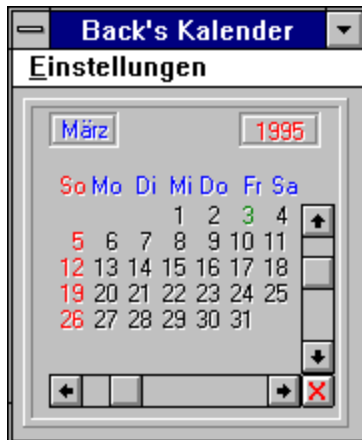 Back's Kalender
Einstellungen
März 1995
So Mo Di Mi Do Fr Sa
1 2 3 4
5 6 7 8 9 10 11
12 13 14 15 16 17 18
19 20 21 22 23 24 25
26 27 28 29 30 31
X